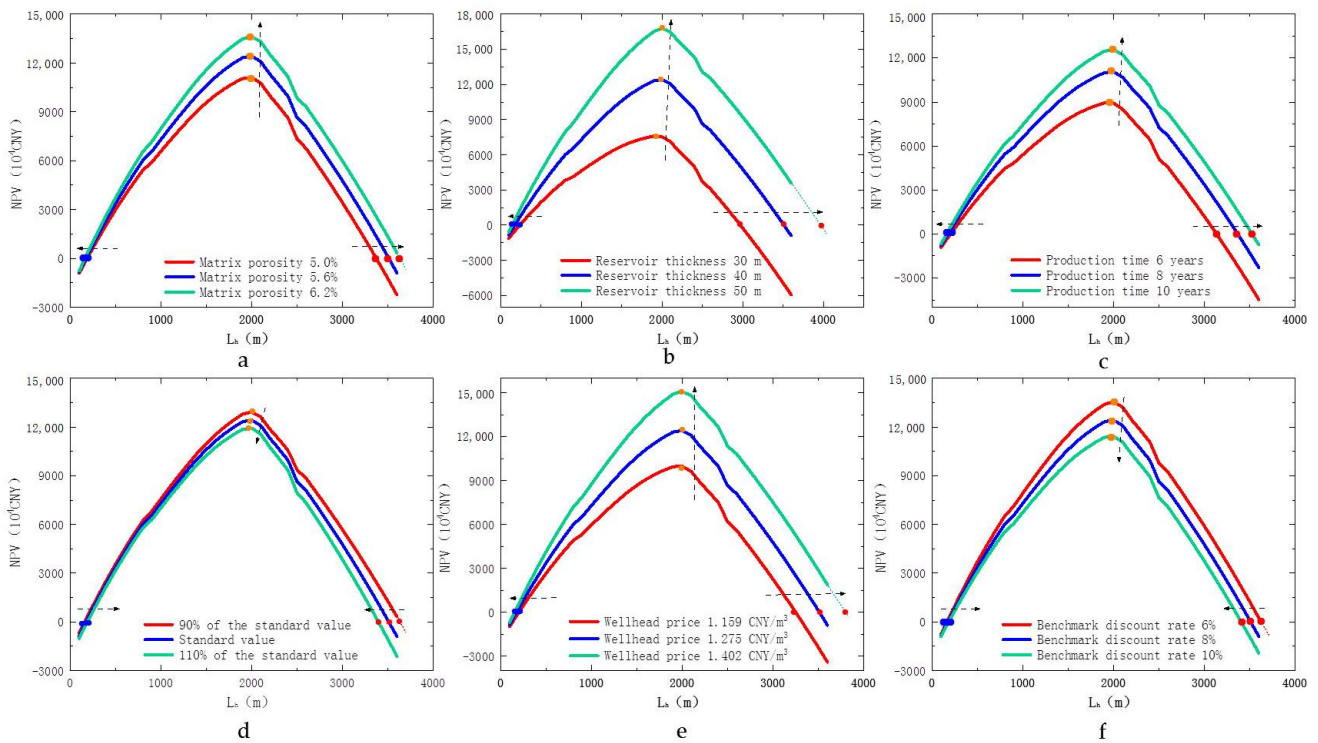 15,000
12,000
9000
6000
3000
0
−3000
NPV (10⁴CNY)
Matrix porosity 5.0%
Matrix porosity 5.6%
Matrix porosity 6.2%
0 1000 2000 3000 4000
Lₕ (m)
a
18,000
15,000
12,000
9000
6000
3000
0
−3000
−6000
NPV (10⁴CNY)
Reservoir thickness 30 m
Reservoir thickness 40 m
Reservoir thickness 50 m
0 1000 2000 3000 4000
Lₕ (m)
b
15,000
12,000
9000
6000
3000
0
−3000
NPV (10⁴CNY)
Production time 6 years
Production time 8 years
Production time 10 years
0 1000 2000 3000 4000
Lₕ (m)
c
15,000
12,000
9000
6000
3000
0
−3000
NPV (10⁴CNY)
90% of the standard value
Standard value
110% of the standard value
0 1000 2000 3000 4000
Lₕ (m)
d
15,000
12,000
9000
6000
3000
0
−3000
NPV (10⁴CNY)
Wellhead price 1.159 CNY/m³
Wellhead price 1.275 CNY/m³
Wellhead price 1.402 CNY/m³
0 1000 2000 3000 4000
Lₕ (m)
e
15,000
12,000
9000
6000
3000
0
−3000
NPV (10⁴CNY)
Benchmark discount rate 6%
Benchmark discount rate 8%
Benchmark discount rate 10%
0 1000 2000 3000 4000
Lₕ (m)
f